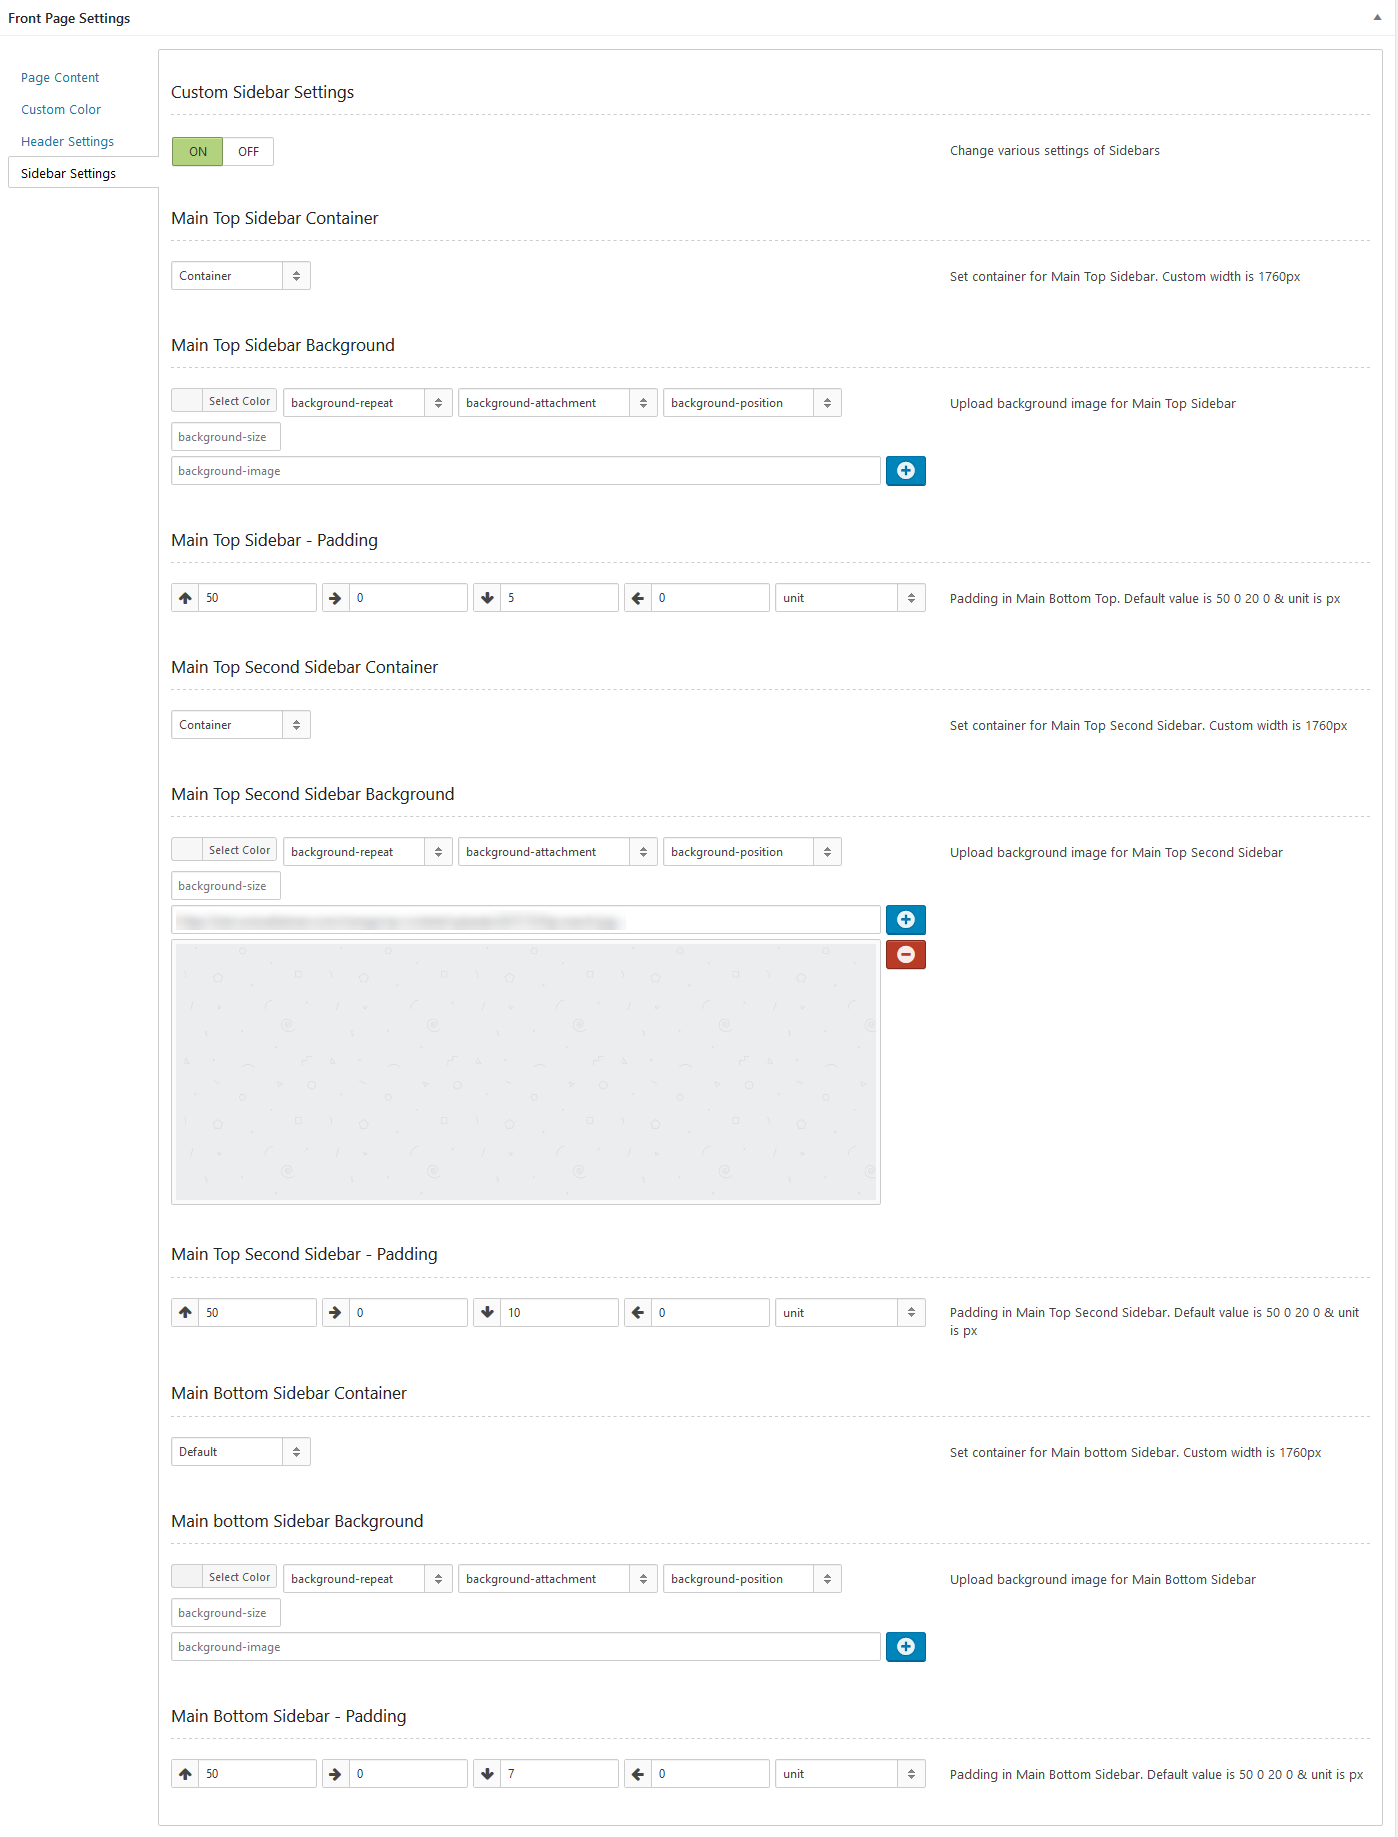 Front Page Settings
Page Content
Custom Color
Header Settings
Sidebar Settings
Custom Sidebar Settings
ON OFF
Change various settings of Sidebars
Main Top Sidebar Container
Container
Set container for Main Top Sidebar. Custom width is 1760px
Main Top Sidebar Background
Select Color background-repeat background-attachment background-position
Upload background image for Main Top Sidebar
background-size
background-image
Main Top Sidebar - Padding
50 0 5 0 unit
Padding in Main Bottom Top. Default value is 50 0 20 0 & unit is px
Main Top Second Sidebar Container
Container
Set container for Main Top Second Sidebar. Custom width is 1760px
Main Top Second Sidebar Background
Select Color background-repeat background-attachment background-position
Upload background image for Main Top Second Sidebar
background-size
Main Top Second Sidebar - Padding
50 0 10 0 unit
Padding in Main Top Second Sidebar. Default value is 50 0 20 0 & unit
is px
Main Bottom Sidebar Container
Default
Set container for Main bottom Sidebar. Custom width is 1760px
Main bottom Sidebar Background
Select Color background-repeat background-attachment background-position
Upload background image for Main Bottom Sidebar
background-size
background-image
Main Bottom Sidebar - Padding
50 0 7 0 unit
Padding in Main Bottom Sidebar. Default value is 50 0 20 0 & unit is px